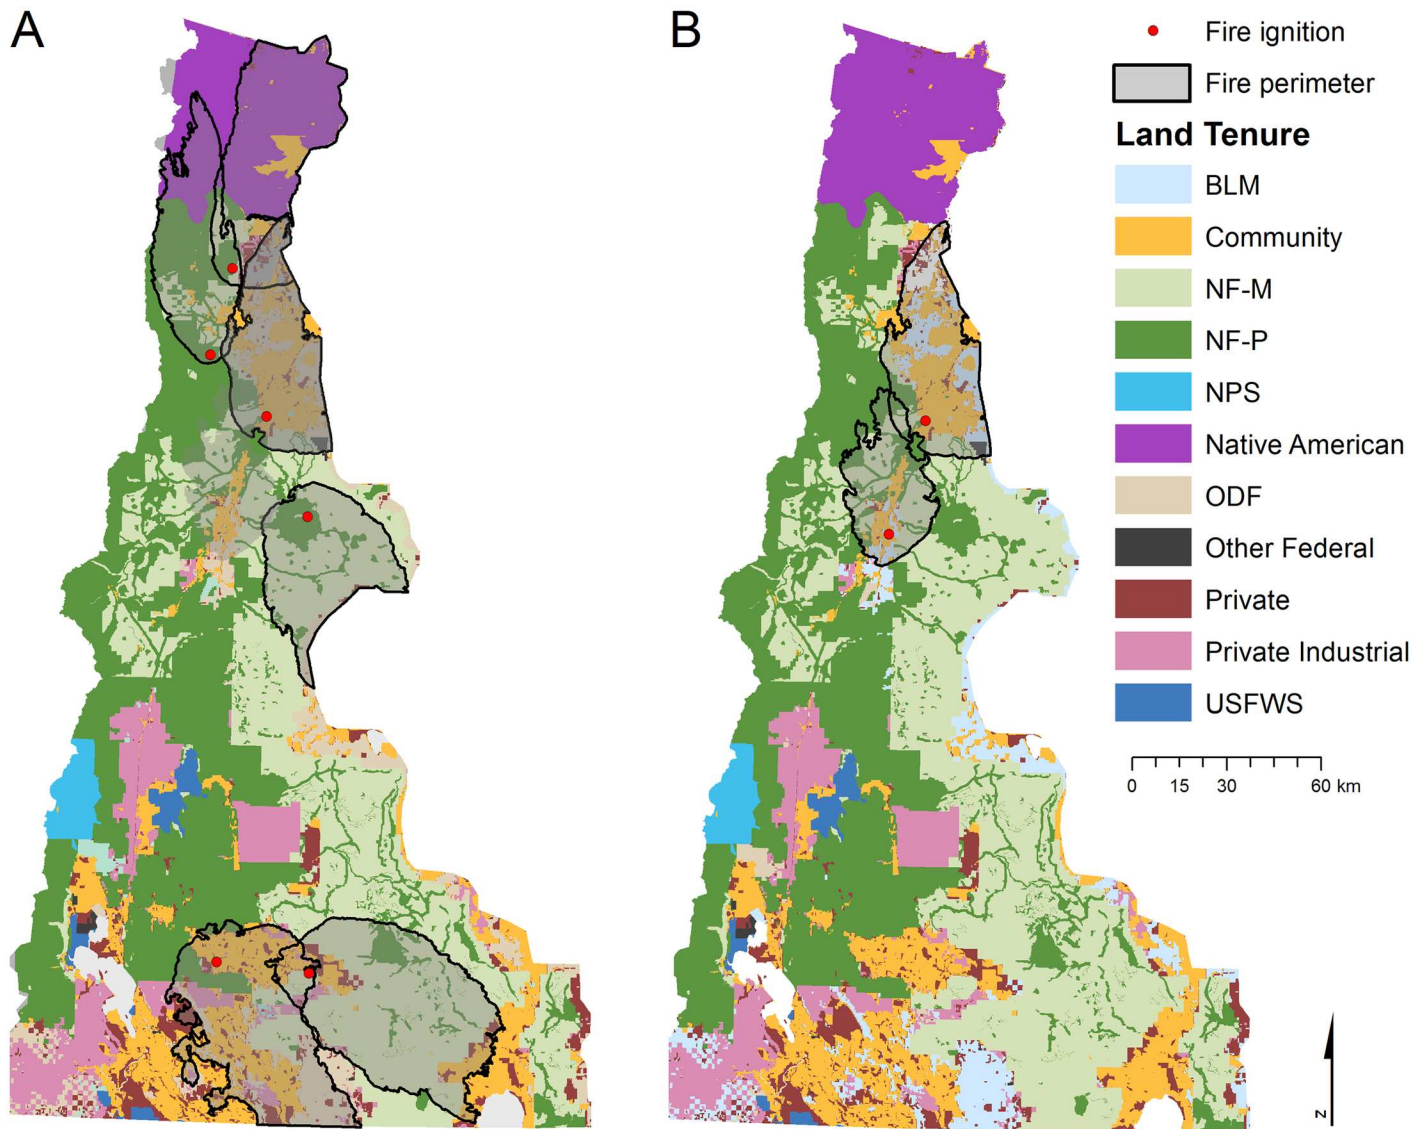 A
B
Fire ignition
Fire perimeter
Land Tenure
BLM
Community
NF-M
NF-P
NPS
Native American
ODF
Other Federal
Private
Private Industrial
USFWS
0 15 30 60 km
N